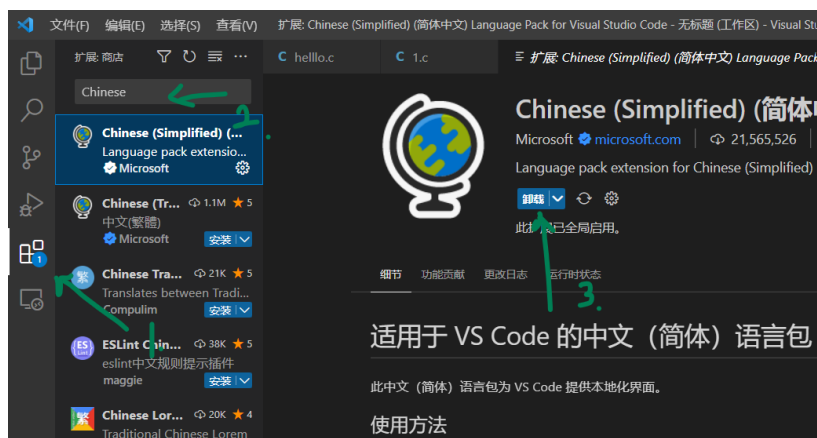 文件(F) 编辑(E) 选择(S) 查看(V) 扩展: Chinese (Simplified) (简体中文) Language Pack for Visual Studio Code - 无标题 (工作区) - Visual Stu
扩展: 商店
helllo.c
1.c
扩展: Chinese (Simplified) (简体中文) Language Pack
Chinese
2.
Chinese (Simplified) (...
Language pack extensio...
Microsoft
Chinese (Tr... 1.1M 5
中文(繁體)
Microsoft 安装
Chinese Tra... 21K 5
Translates between Tradi...
Compulim 安装
1
1.
ESLint Chin... 38K 5
eslint中文规则提示插件
maggie 安装
Chinese Lor... 20K 4
Traditional Chinese Lorem
Chinese (Simplified) (简体
Microsoft microsoft.com 21,565,526
Language pack extension for Chinese (Simplified)
卸载
此扩展已全局启用。
3.
细节 功能贡献 更改日志 运行时状态
适用于 VS Code 的中文（简体）语言包
此中文（简体）语言包为 VS Code 提供本地化界面。
使用方法